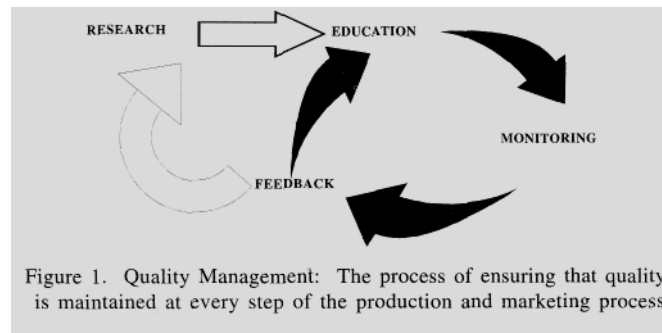 RESEARCH
EDUCATION
MONITORING
FEEDBACK
Figure 1. Quality Management: The process of ensuring that quality
is maintained at every step of the production and marketing process